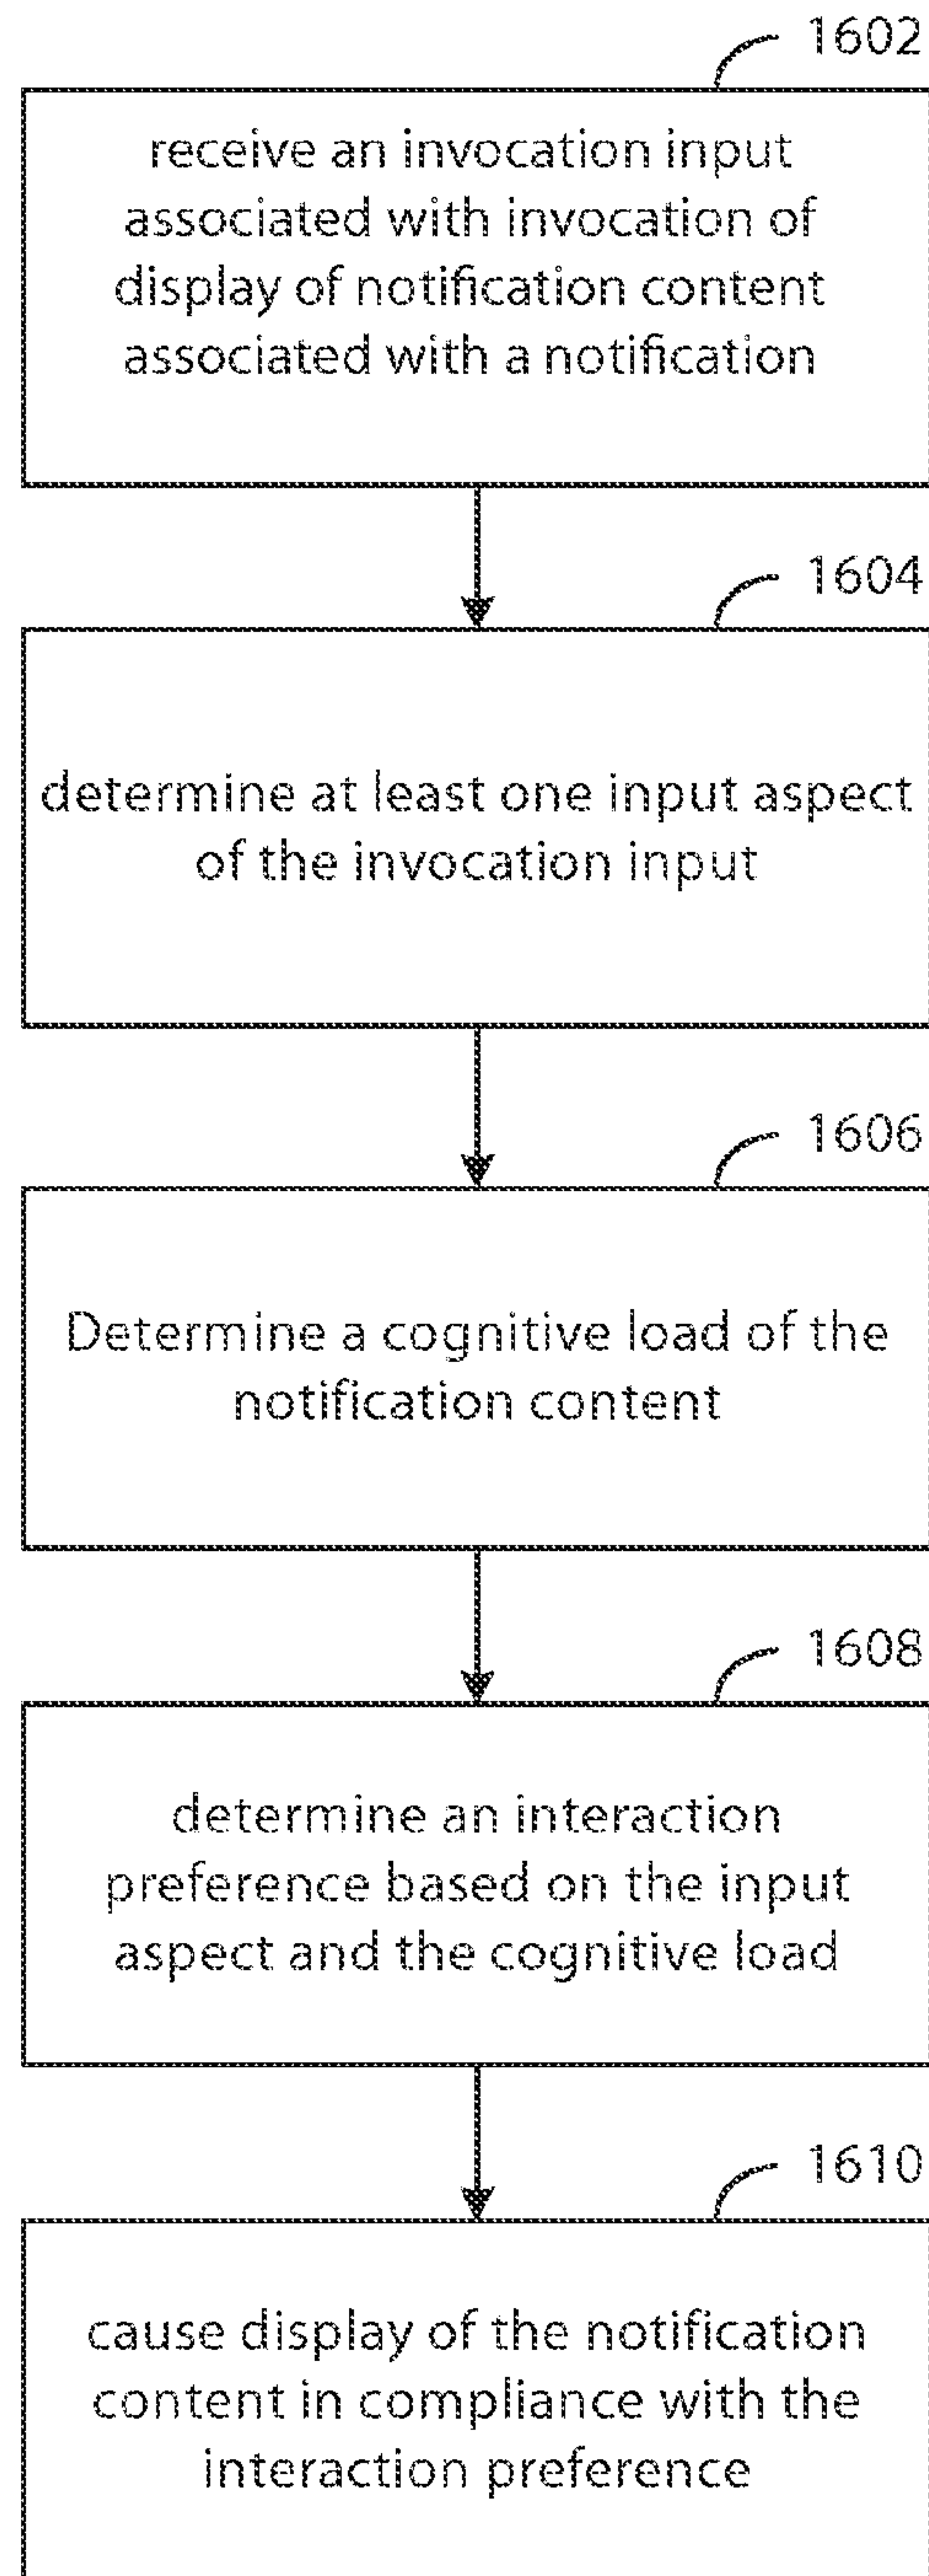 1602
receive an invocation input
associated with invocation of
display of notification content
associated with a notification
1604
determine at least one input aspect
of the invocation input
1606
Determine a cognitive load of the
notification content
1608
determine an interaction
preference based on the input
aspect and the cognitive load
1610
cause display of the notification
content in compliance with the
interaction preference